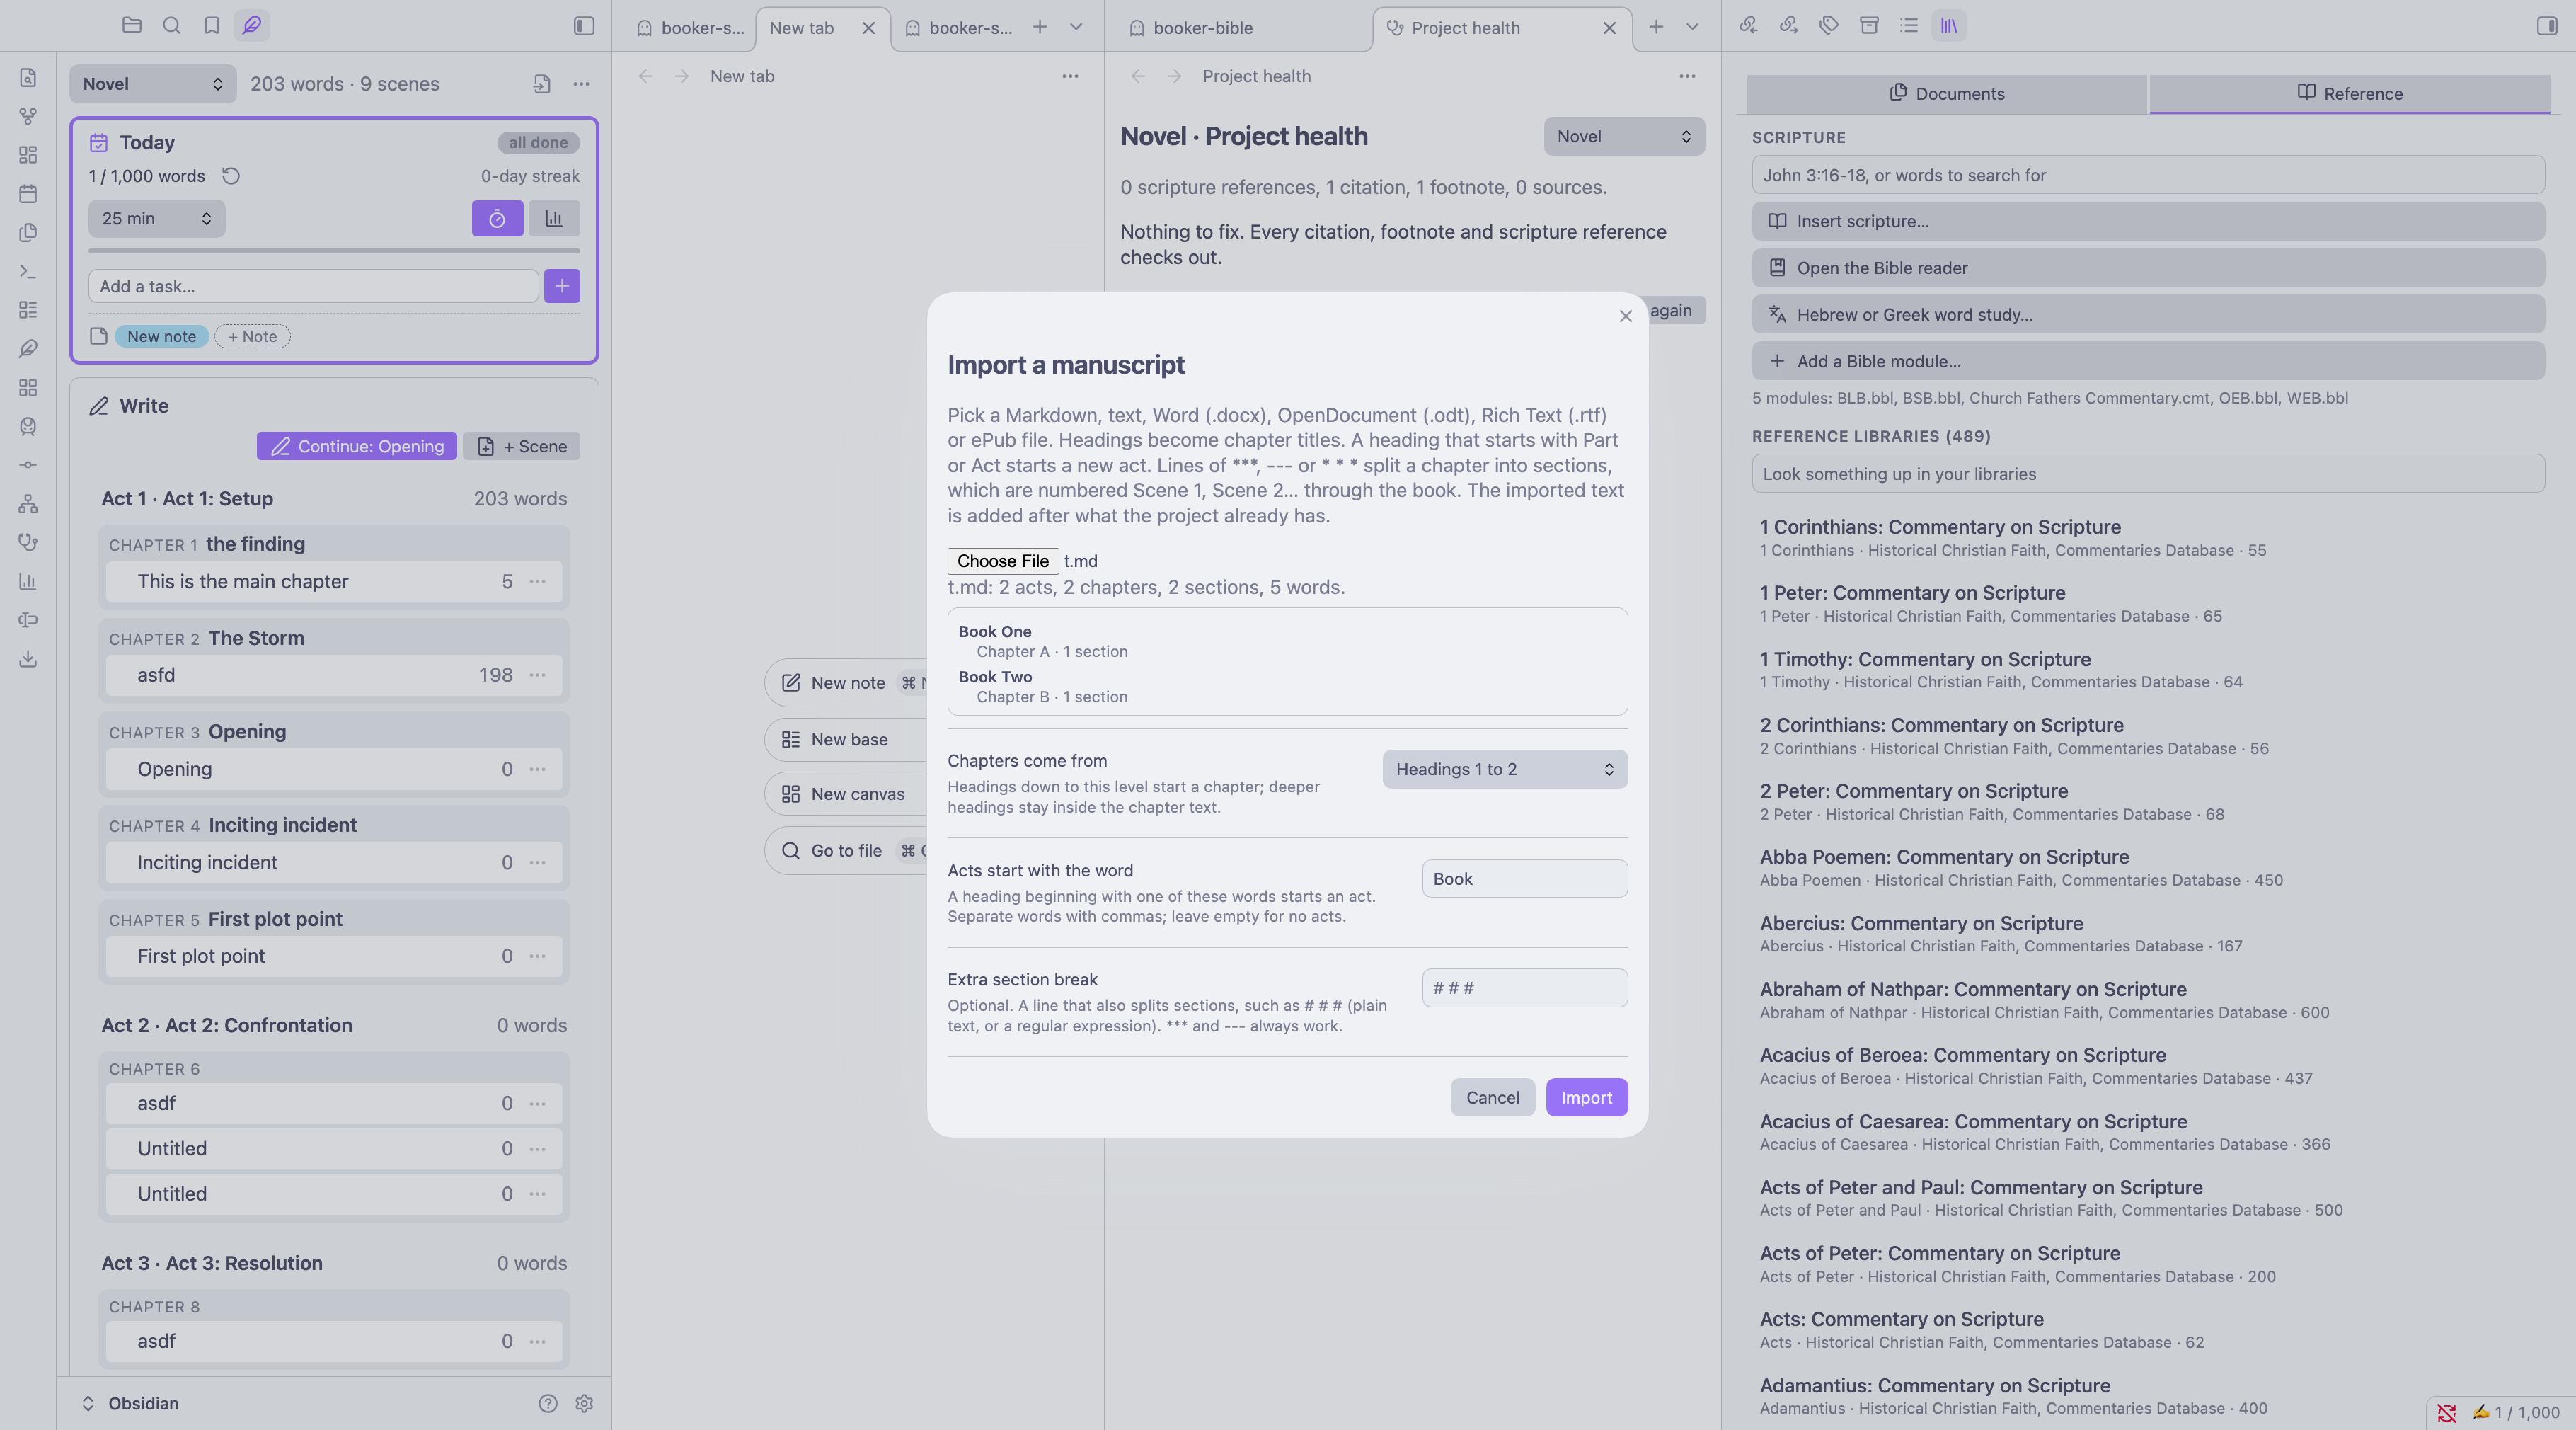 booker-s...
New tab
booker-s...
booker-bible
Project health
Novel
203 words · 9 scenes
Today
all done
1 / 1,000 words
0-day streak
25 min
Add a task...
New note
+ Note
Write
Continue: Opening
+ Scene
Act 1 · Act 1: Setup
203 words
CHAPTER 1 the finding
This is the main chapter
5
CHAPTER 2 The Storm
asfd
198
CHAPTER 3 Opening
Opening
0
CHAPTER 4 Inciting incident
Inciting incident
0
CHAPTER 5 First plot point
First plot point
0
Act 2 · Act 2: Confrontation
0 words
CHAPTER 6
asdf
0
Untitled
0
Untitled
0
Act 3 · Act 3: Resolution
0 words
CHAPTER 8
asdf
0
Obsidian
New tab
New note
New base
New canvas
Go to file
Project health
Novel · Project health
Novel
0 scripture references, 1 citation, 1 footnote, 0 sources.
Nothing to fix. Every citation, footnote and scripture reference
checks out.
again
Import a manuscript
Pick a Markdown, text, Word (.docx), OpenDocument (.odt), Rich Text (.rtf)
or ePub file. Headings become chapter titles. A heading that starts with Part
or Act starts a new act. Lines of ***, --- or * * * split a chapter into sections,
which are numbered Scene 1, Scene 2... through the book. The imported text
is added after what the project already has.
Choose File t.md
t.md: 2 acts, 2 chapters, 2 sections, 5 words.
Book One
Chapter A · 1 section
Book Two
Chapter B · 1 section
Chapters come from
Headings down to this level start a chapter; deeper
headings stay inside the chapter text.
Headings 1 to 2
Acts start with the word
A heading beginning with one of these words starts an act.
Separate words with commas; leave empty for no acts.
Book
Extra section break
Optional. A line that also splits sections, such as # # # (plain
text, or a regular expression). *** and --- always work.
# # #
Cancel
Import
Documents
Reference
SCRIPTURE
John 3:16-18, or words to search for
Insert scripture...
Open the Bible reader
Hebrew or Greek word study...
Add a Bible module...
5 modules: BLB.bbl, BSB.bbl, Church Fathers Commentary.cmt, OEB.bbl, WEB.bbl
REFERENCE LIBRARIES (489)
Look something up in your libraries
1 Corinthians: Commentary on Scripture
1 Corinthians · Historical Christian Faith, Commentaries Database · 55
1 Peter: Commentary on Scripture
1 Peter · Historical Christian Faith, Commentaries Database · 65
1 Timothy: Commentary on Scripture
1 Timothy · Historical Christian Faith, Commentaries Database · 64
2 Corinthians: Commentary on Scripture
2 Corinthians · Historical Christian Faith, Commentaries Database · 56
2 Peter: Commentary on Scripture
2 Peter · Historical Christian Faith, Commentaries Database · 68
Abba Poemen: Commentary on Scripture
Abba Poemen · Historical Christian Faith, Commentaries Database · 450
Abercius: Commentary on Scripture
Abercius · Historical Christian Faith, Commentaries Database · 167
Abraham of Nathpar: Commentary on Scripture
Abraham of Nathpar · Historical Christian Faith, Commentaries Database · 600
Acacius of Beroea: Commentary on Scripture
Acacius of Beroea · Historical Christian Faith, Commentaries Database · 437
Acacius of Caesarea: Commentary on Scripture
Acacius of Caesarea · Historical Christian Faith, Commentaries Database · 366
Acts of Peter and Paul: Commentary on Scripture
Acts of Peter and Paul · Historical Christian Faith, Commentaries Database · 500
Acts of Peter: Commentary on Scripture
Acts of Peter · Historical Christian Faith, Commentaries Database · 200
Acts: Commentary on Scripture
Acts · Historical Christian Faith, Commentaries Database · 62
Adamantius: Commentary on Scripture
Adamantius · Historical Christian Faith, Commentaries Database · 400
1 / 1,000